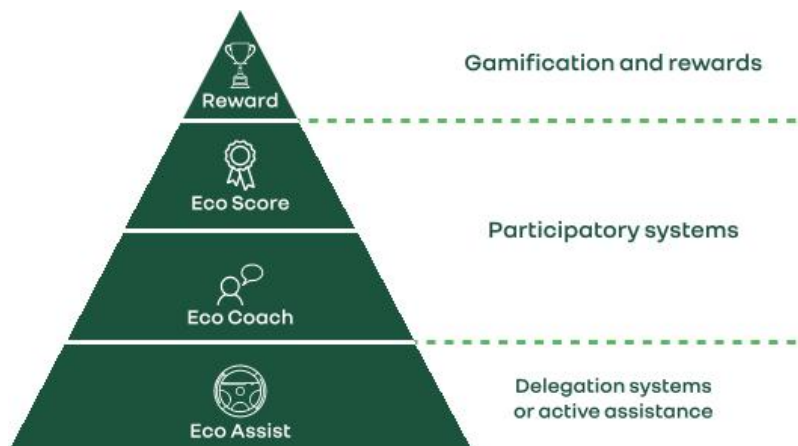 Gamification and rewards
Reward
Eco Score
Participatory systems
Eco Coach
Delegation systems
or active assistance
Eco Assist